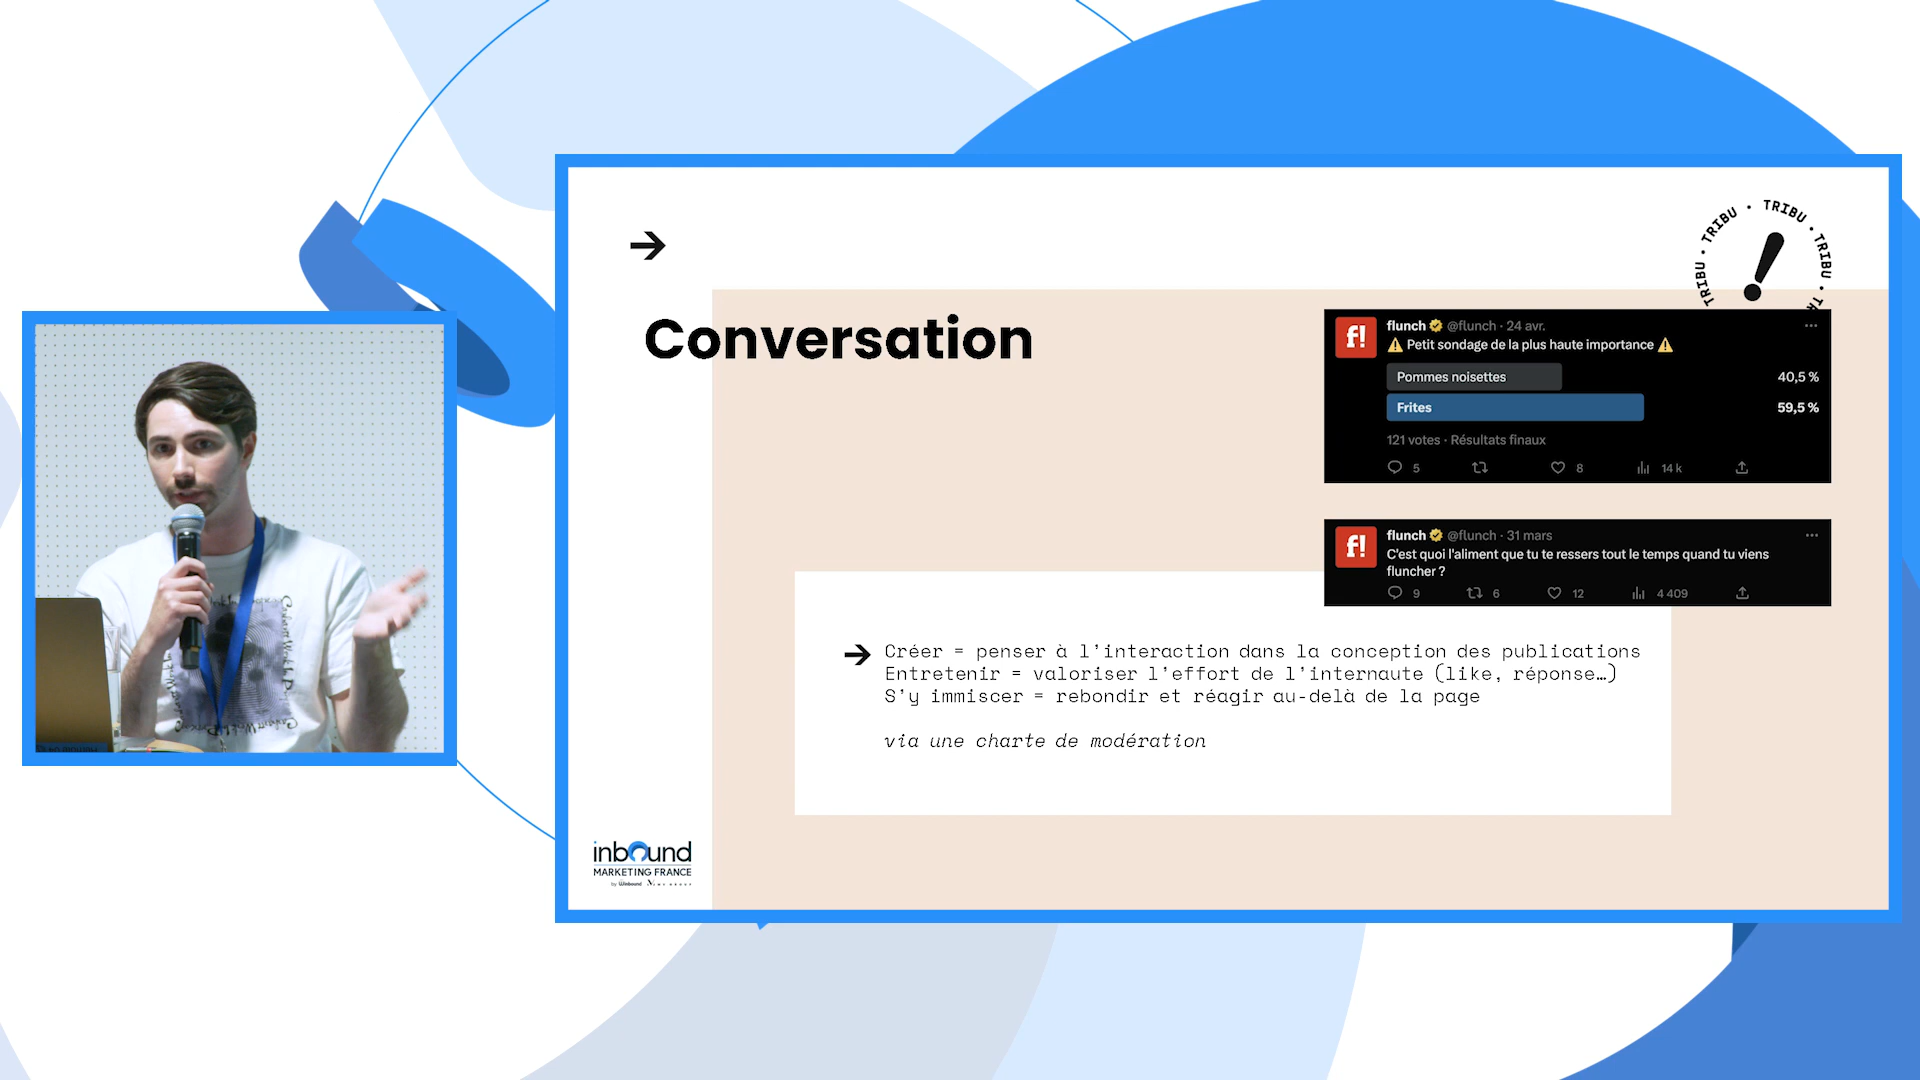 TRIBU · TRIBU · TRIBU · TRIBU · TR
Conversation
flunch @flunch · 24 avr.
⚠️ Petit sondage de la plus haute importance ⚠️
Pommes noisettes 40,5 %
Frites 59,5 %
121 votes · Résultats finaux
5 8 14 k
flunch @flunch · 31 mars
C'est quoi l'aliment que tu te ressers tout le temps quand tu viens
fluncher ?
9 6 12 4 409
f!
f!
Créer = penser à l'interaction dans la conception des publications
Entretenir = valoriser l'effort de l'internaute (like, réponse…)
S'y immiscer = rebondir et réagir au-delà de la page
via une charte de modération
inbound
MARKETING FRANCE
by Winbound